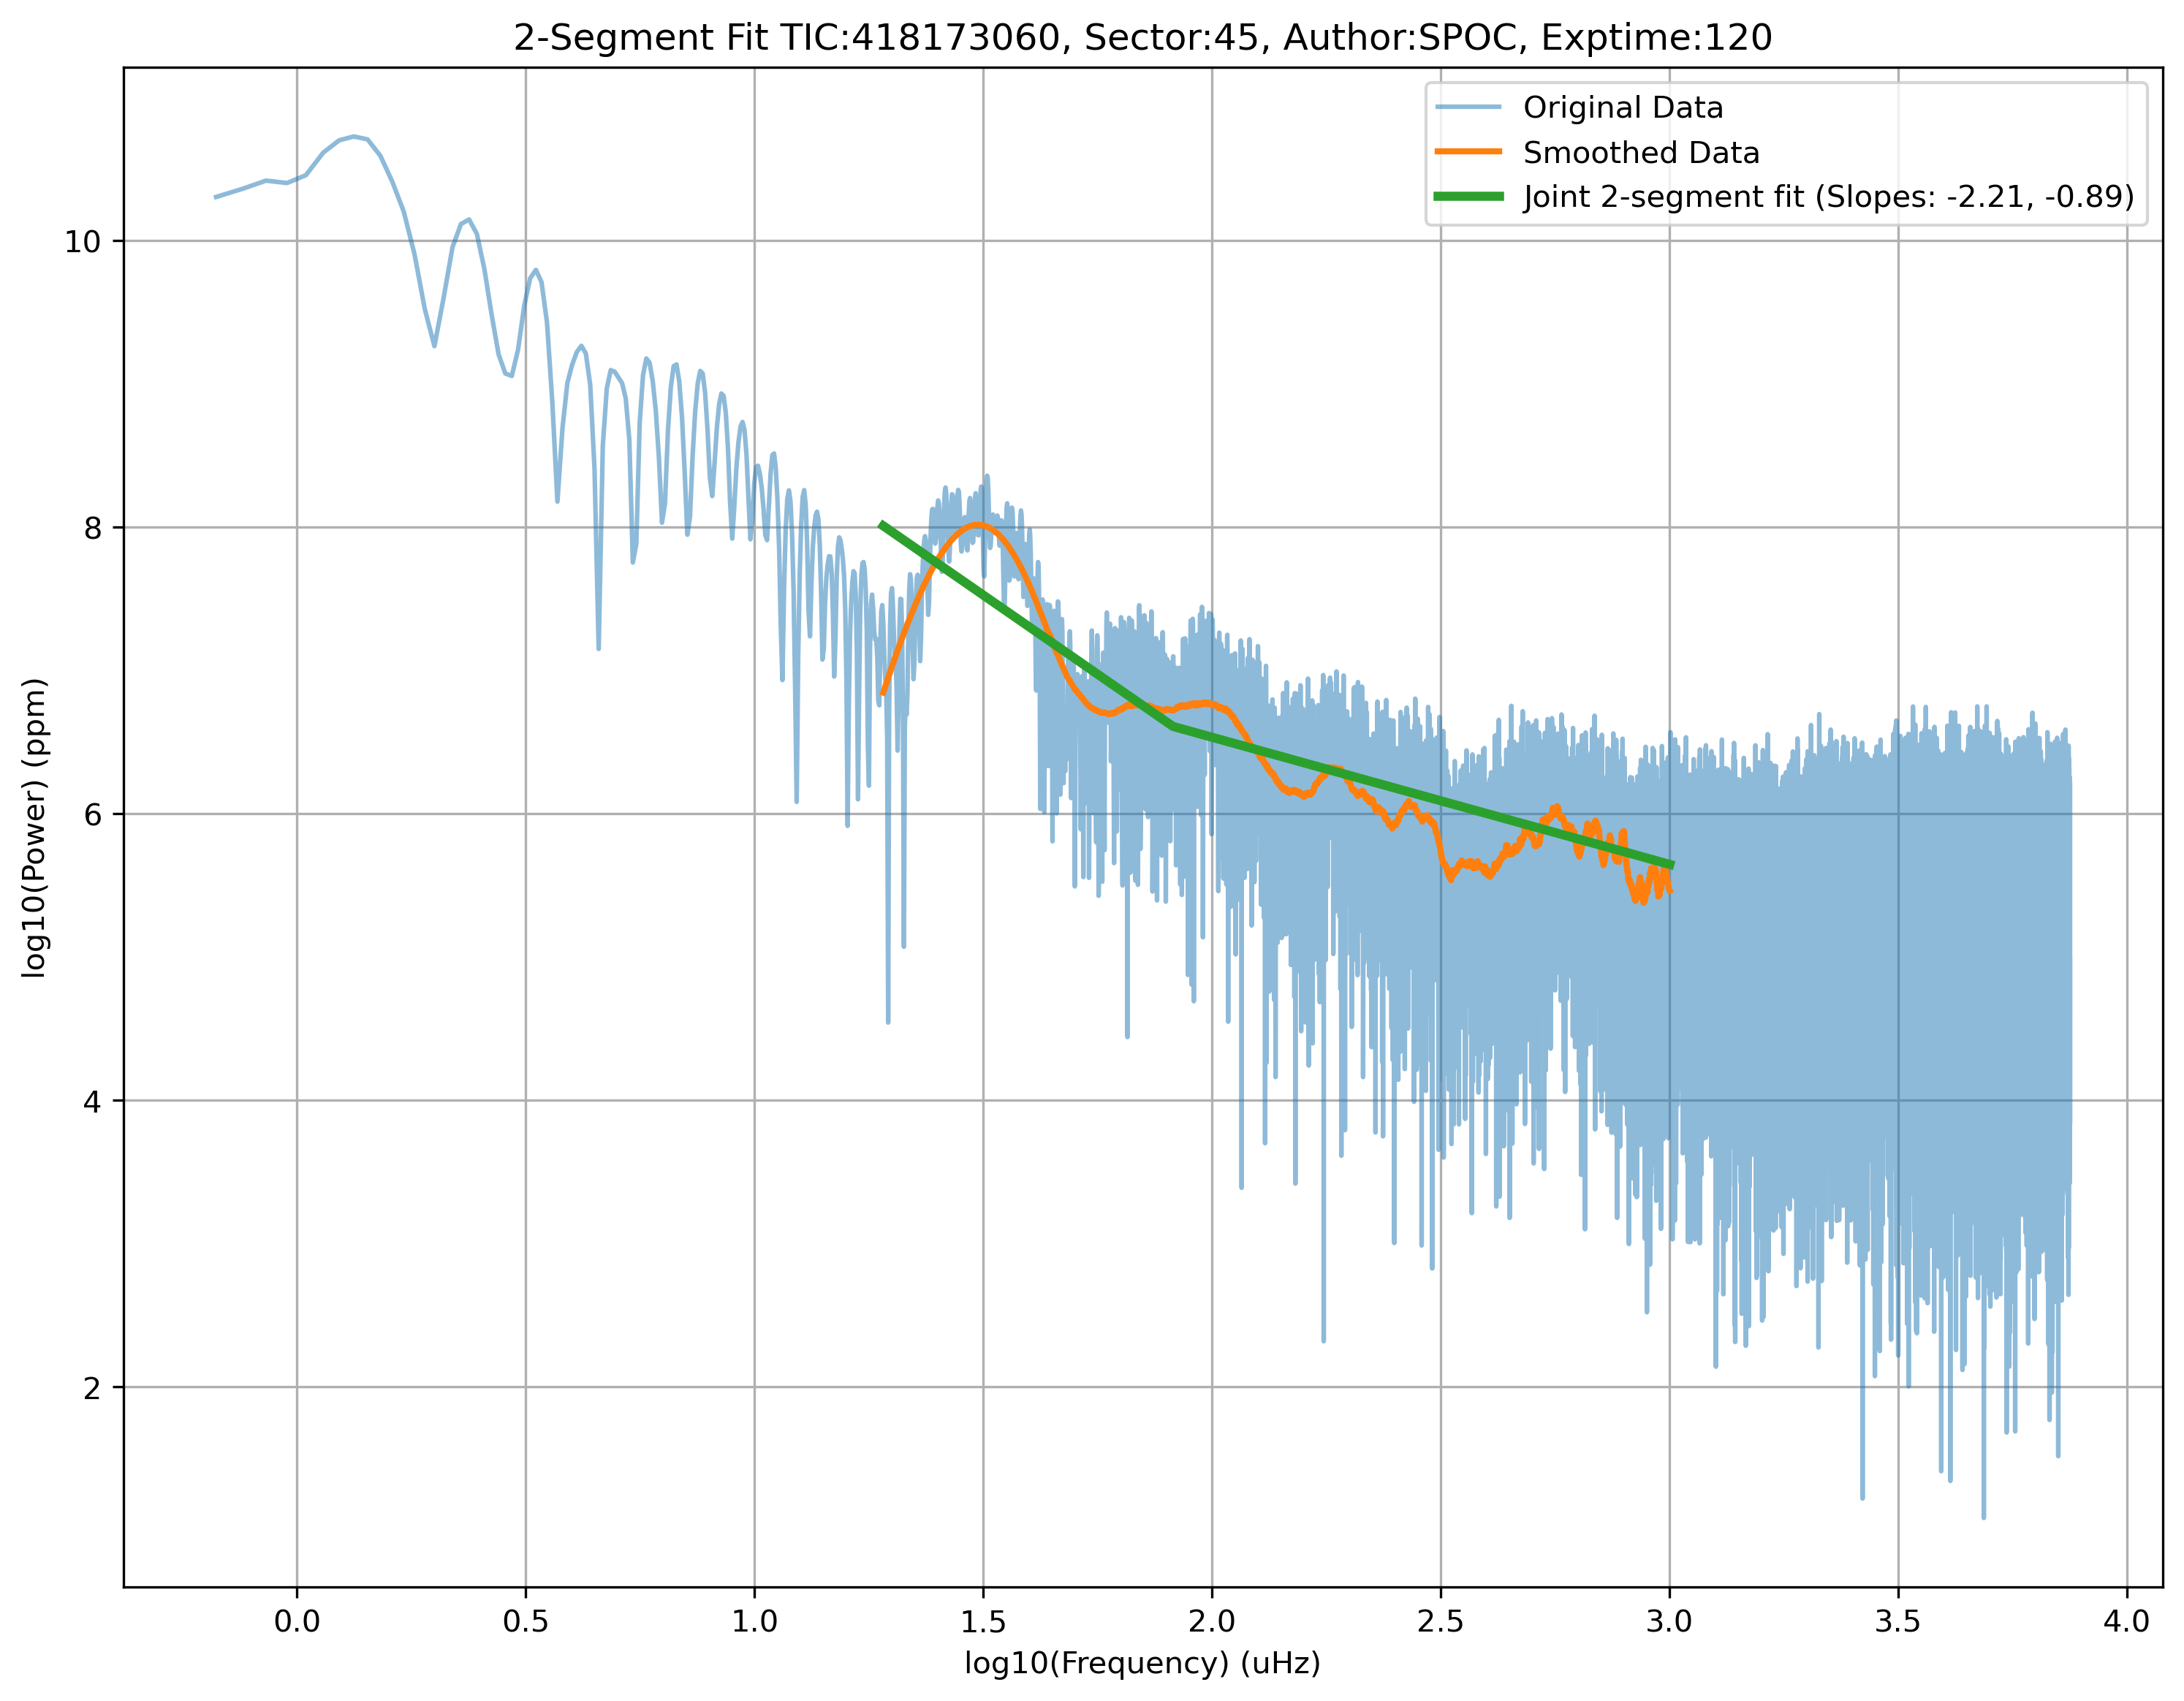 2-Segment Fit TIC:418173060, Sector:45, Author:SPOC, Exptime:120
Original Data
Smoothed Data
Joint 2-segment fit (Slopes: -2.21, -0.89)
log10(Power) (ppm)
10
8
6
4
2
0.0 0.5 1.0 1.5 2.0 2.5 3.0 3.5 4.0
log10(Frequency) (uHz)